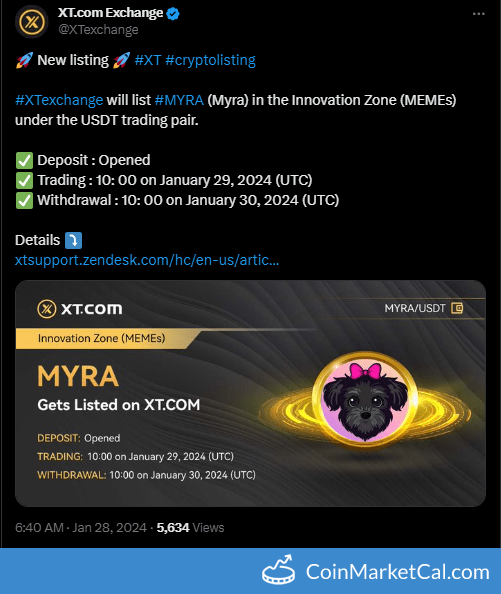 XT.com Exchange
@XTexchange
🚀 New listing 🚀 #XT #cryptolisting
#XTexchange will list #MYRA (Myra) in the Innovation Zone (MEMEs)
under the USDT trading pair.
✅ Deposit : Opened
✅ Trading : 10: 00 on January 29, 2024 (UTC)
✅ Withdrawal : 10: 00 on January 30, 2024 (UTC)
Details ⤵️
xtsupport.zendesk.com/hc/en-us/artic...
XT.COM
MYRA/USDT
Innovation Zone (MEMEs)
MYRA
Gets Listed on XT.COM
DEPOSIT: Opened
TRADING: 10:00 on January 29, 2024 (UTC)
WITHDRAWAL: 10:00 on January 30, 2024 (UTC)
6:40 AM · Jan 28, 2024 · 5,634 Views
CoinMarketCal.com